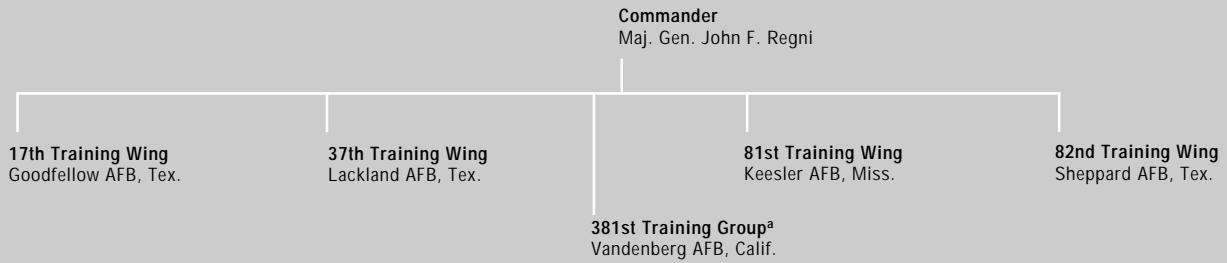 Commander
Maj. Gen. John F. Regni
17th Training Wing
Goodfellow AFB, Tex.
37th Training Wing
Lackland AFB, Tex.
81st Training Wing
Keesler AFB, Miss.
82nd Training Wing
Sheppard AFB, Tex.
381st Training Groupᵃ
Vandenberg AFB, Calif.